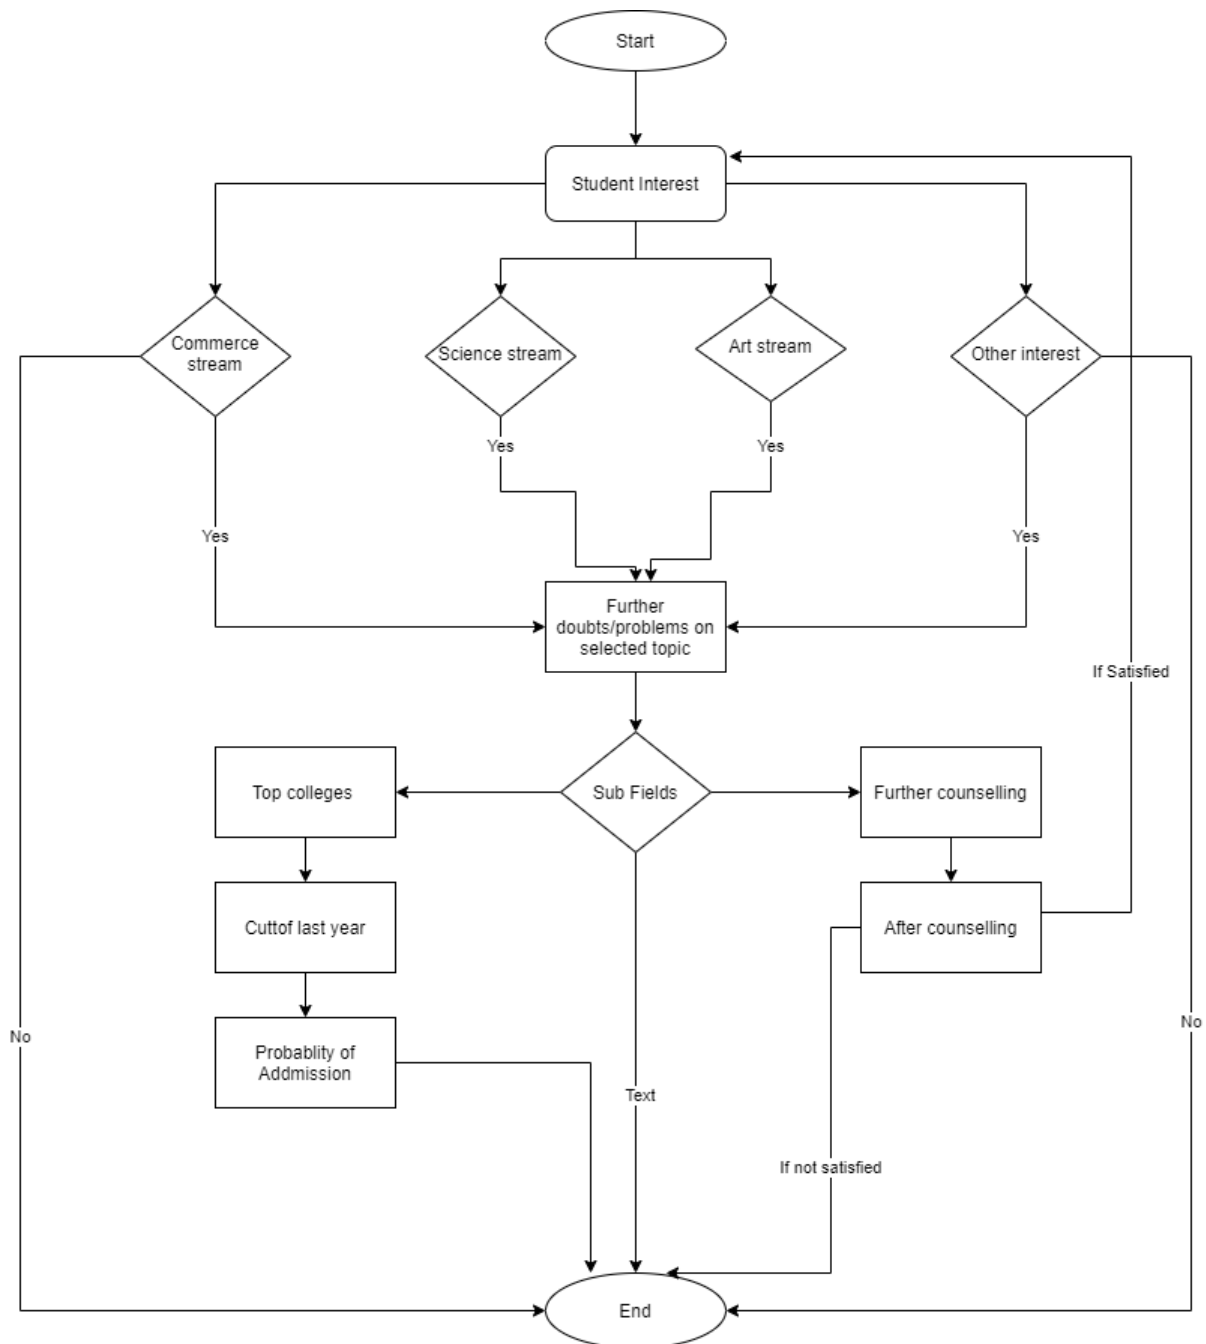 Start
Student Interest
Commerce
stream
Science stream
Art stream
Other interest
Yes
Yes
Yes
Yes
Further
doubts/problems on
selected topic
If Satisfied
Top colleges
Sub Fields
Further counselling
Cuttof last year
After counselling
No
No
Probablity of
Addmission
Text
If not satisfied
End